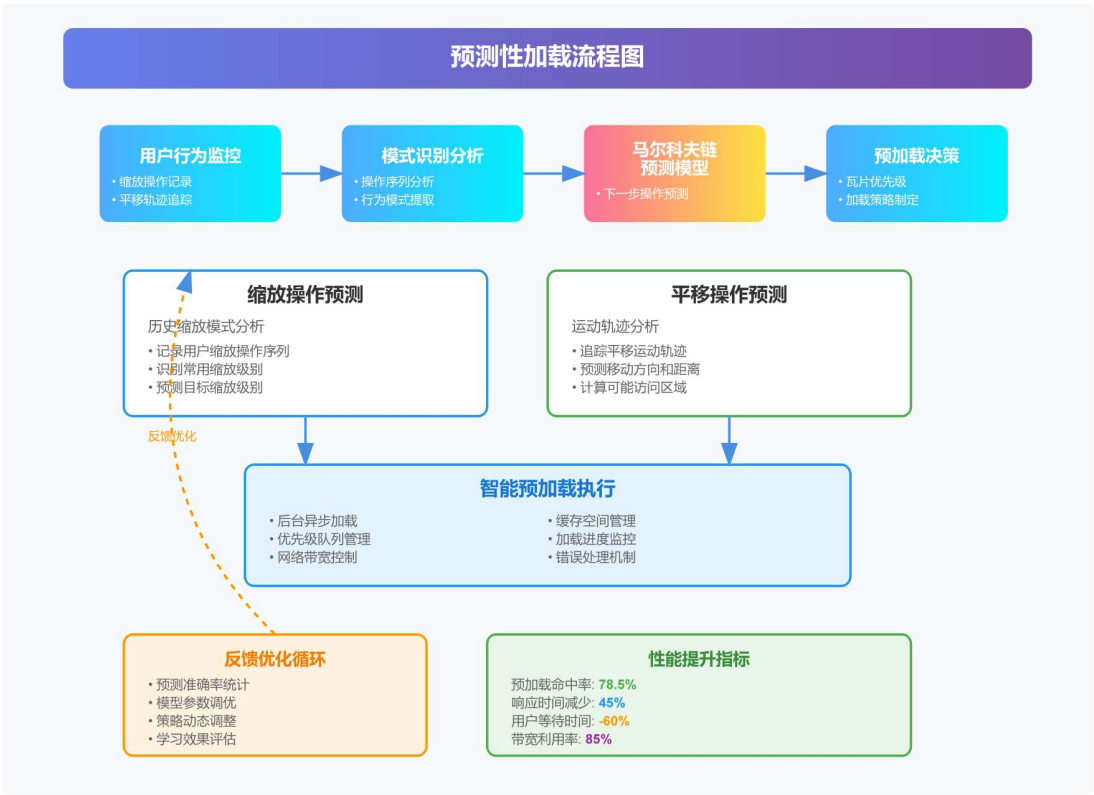 预测性加载流程图
用户行为监控
• 缩放操作记录
• 平移轨迹追踪
模式识别分析
• 操作序列分析
• 行为模式提取
马尔科夫链
预测模型
• 下一步操作预测
预加载决策
• 瓦片优先级
• 加载策略制定
缩放操作预测
历史缩放模式分析
• 记录用户缩放操作序列
• 识别常用缩放级别
• 预测目标缩放级别
平移操作预测
运动轨迹分析
• 追踪平移运动轨迹
• 预测移动方向和距离
• 计算可能访问区域
反馈优化
智能预加载执行
• 后台异步加载
• 优先级队列管理
• 网络带宽控制
• 缓存空间管理
• 加载进度监控
• 错误处理机制
反馈优化循环
• 预测准确率统计
• 模型参数调优
• 策略动态调整
• 学习效果评估
性能提升指标
预加载命中率: 78.5%
响应时间减少: 45%
用户等待时间: -60%
带宽利用率: 85%